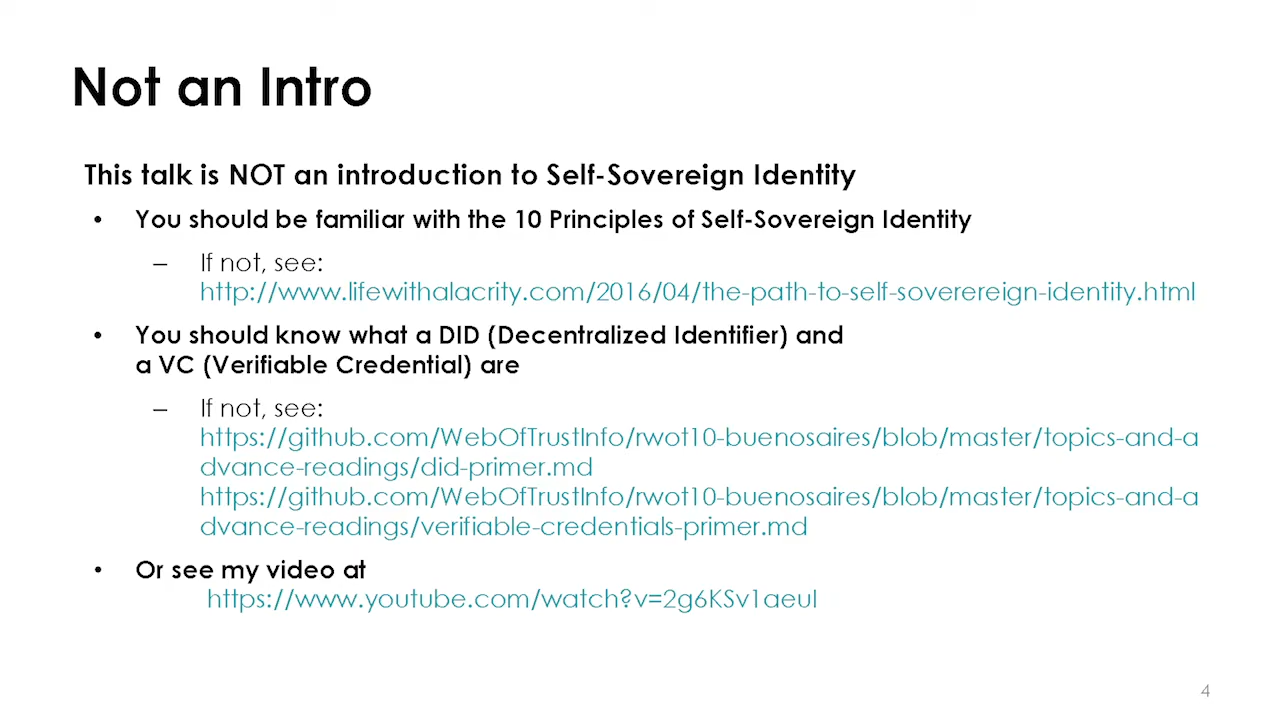 Not an Intro
This talk is NOT an introduction to Self-Sovereign Identity
• You should be familiar with the 10 Principles of Self-Sovereign Identity
– If not, see:
http://www.lifewithalacrity.com/2016/04/the-path-to-self-soverereign-identity.html
• You should know what a DID (Decentralized Identifier) and
a VC (Verifiable Credential) are
– If not, see:
https://github.com/WebOfTrustInfo/rwot10-buenosaires/blob/master/topics-and-a
dvance-readings/did-primer.md
https://github.com/WebOfTrustInfo/rwot10-buenosaires/blob/master/topics-and-a
dvance-readings/verifiable-credentials-primer.md
• Or see my video at
https://www.youtube.com/watch?v=2g6KSv1aeuI
4